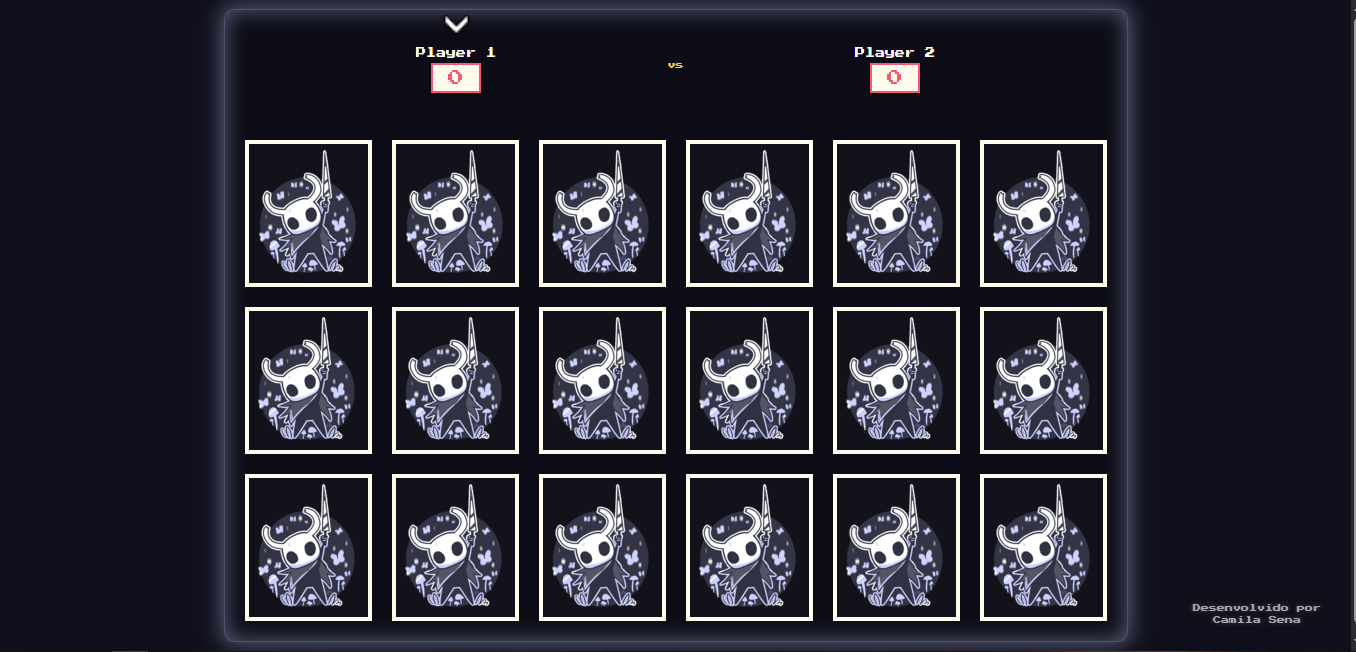 Player 1
0
vs
Player 2
0
Desenvolvido por
Camila Sena